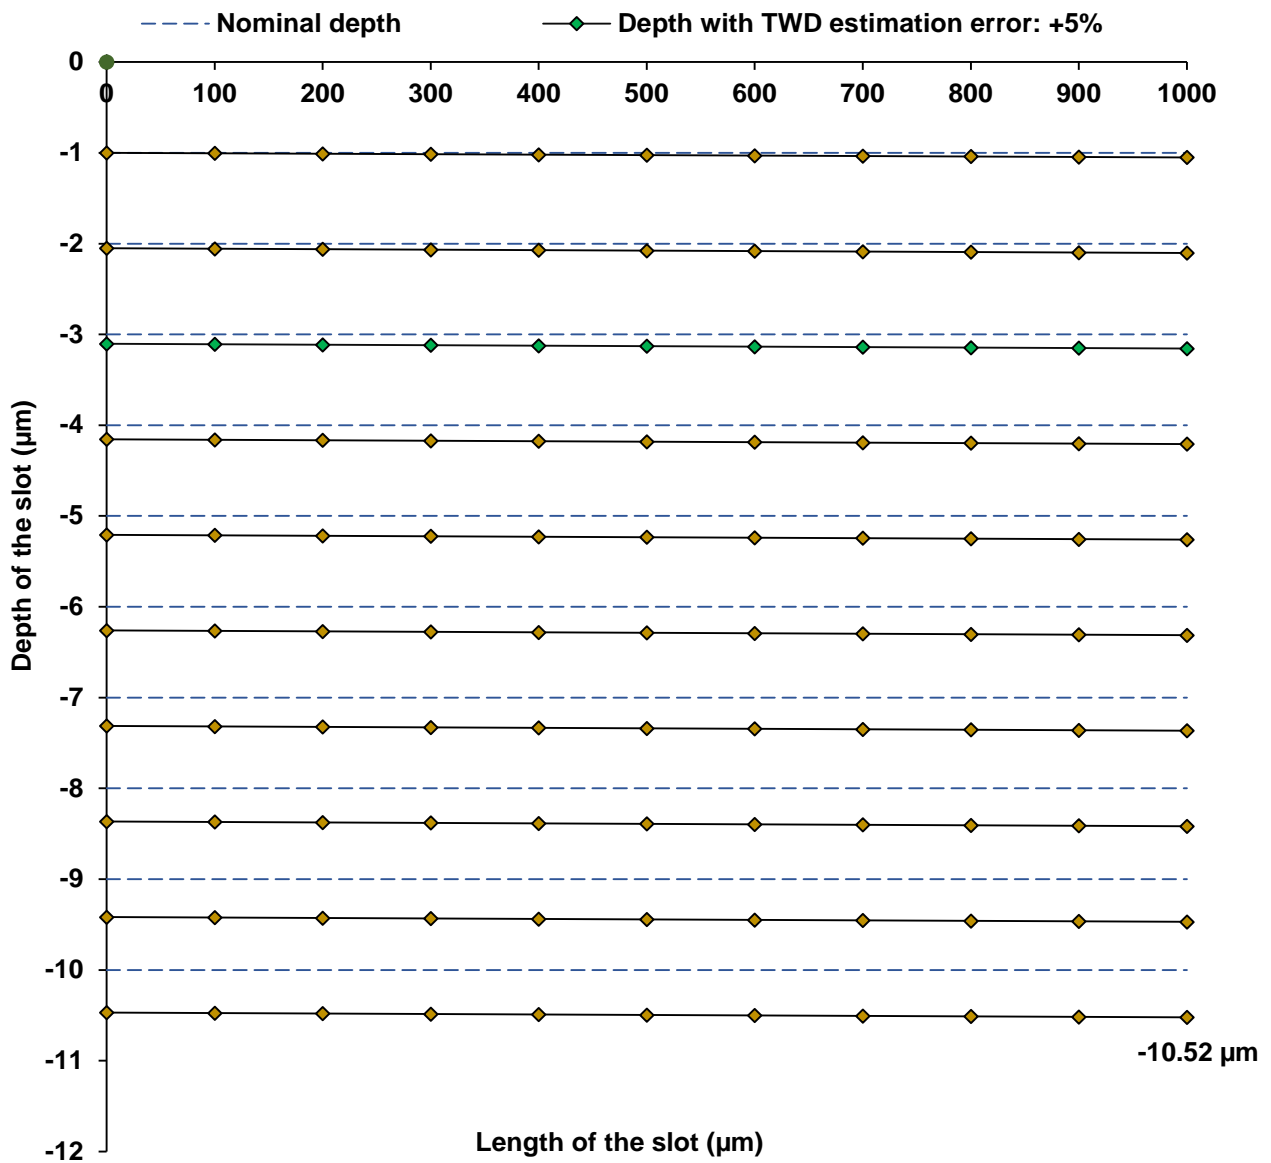 Nominal depth
Depth with TWD estimation error: +5%
0
0 100 200 300 400 500 600 700 800 900 1000
-1
-2
-3
-4
-5
-6
-7
-8
-9
-10
-11
-12
Depth of the slot (µm)
-10.52 µm
Length of the slot (µm)